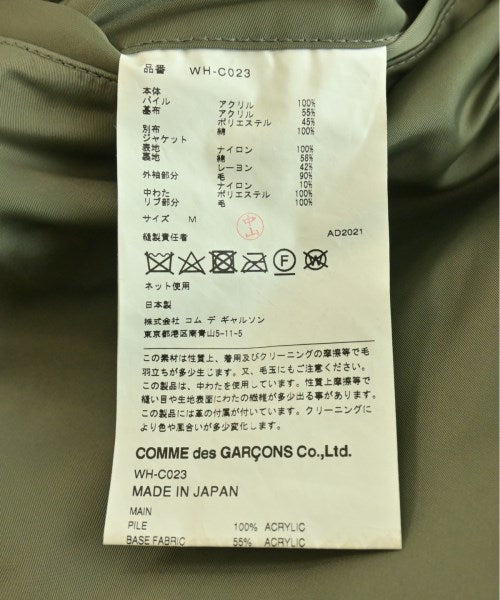 品番 WH-C023
本体
パイル アクリル 100%
基布 アクリル 55%
ポリエステル 45%
別布 綿 100%
ジャケット
表地 ナイロン 100%
裏地 綿 58%
レーヨン 42%
外袖部分 毛 90%
ナイロン 10%
中わた ポリエステル 100%
リブ部分 毛 100%
サイズ M
中山
縫製責任者 AD2021
F W
ネット使用
日本製
株式会社 コム デ ギャルソン
東京都港区南青山5-11-5
この素材は性質上、着用及びクリーニングの摩擦等で毛
羽立ちが多少生じます。又、毛玉にもご注意ください。
この製品は、中わたを使用しています。性質上摩擦等で
縫い目や生地表面にわたの繊維が多少出る事があります。
この製品には革の付属が付いています。クリーニングに
より色や風合いが多少変化します。
COMME des GARÇONS Co.,Ltd.
WH-C023
MADE IN JAPAN
MAIN
PILE 100% ACRYLIC
BASE FABRIC 55% ACRYLIC